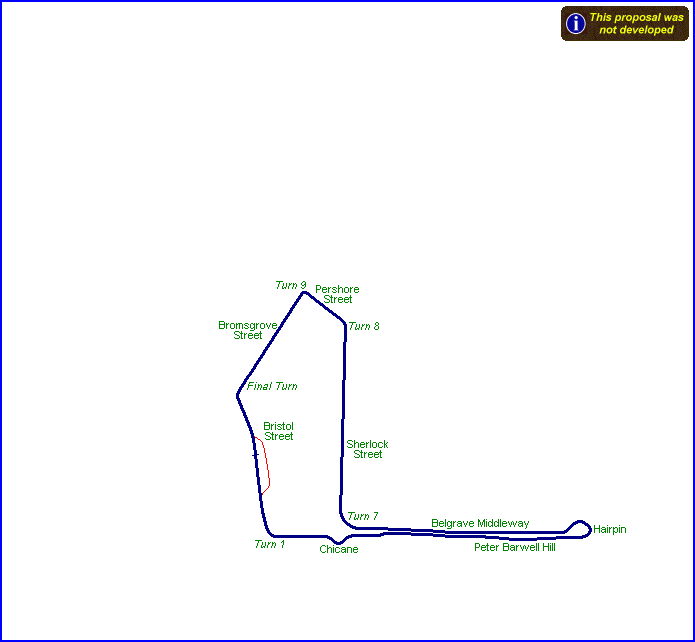 This proposal was
not developed
Turn 9
Pershore
Street
Bromsgrove
Street
Turn 8
Final Turn
Bristol
Street
Sherlock
Street
Turn 7
Belgrave Middleway
Hairpin
Turn 1
Chicane
Peter Barwell Hill